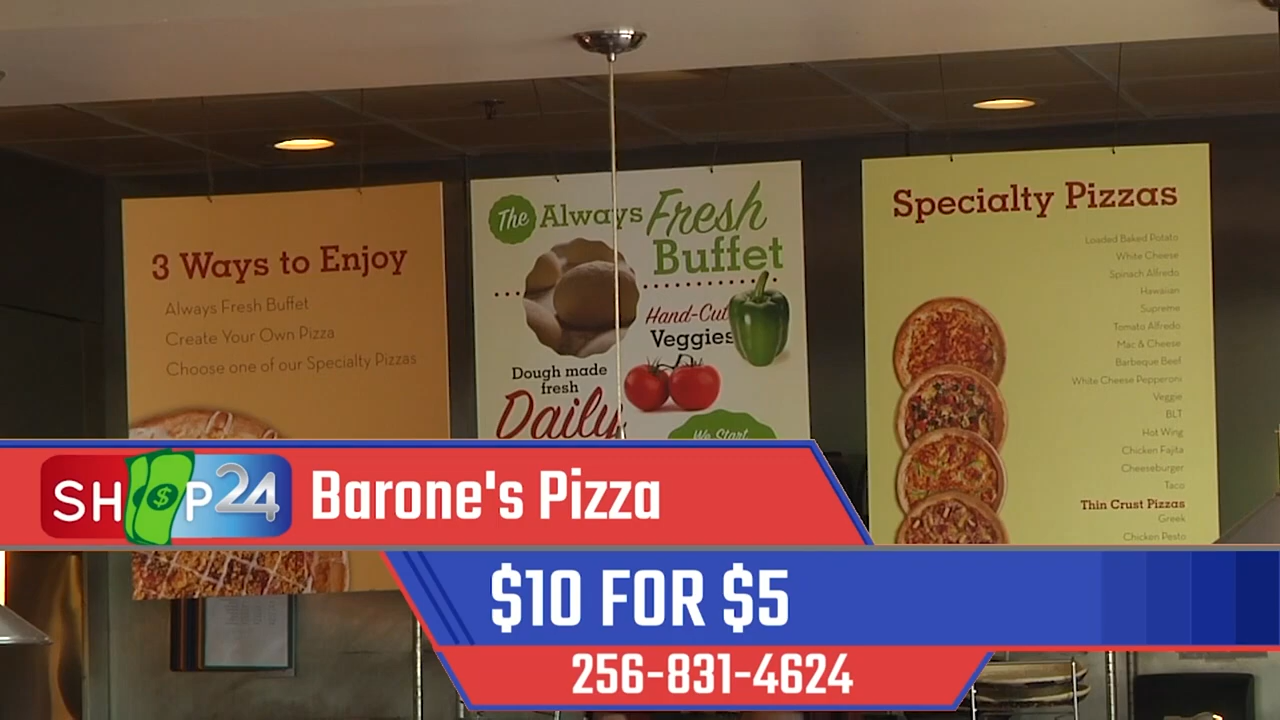 3 Ways to Enjoy
Always Fresh Buffet
Create Your Own Pizza
Choose one of our Specialty Pizzas
The Always Fresh
Buffet
Hand-Cut
Veggies
Dough made
fresh
Daily
We Start
Specialty Pizzas
Loaded Baked Potato
White Cheese
Spinach Alfredo
Hawaiian
Supreme
Tomato Alfredo
Mac & Cheese
Barbeque Beef
White Cheese Pepperoni
Veggie
BLT
Hot Wing
Chicken Fajita
Cheeseburger
Taco
Thin Crust Pizzas
Greek
Chicken Pesto
SHOP24
Barone's Pizza
$10 FOR $5
256-831-4624